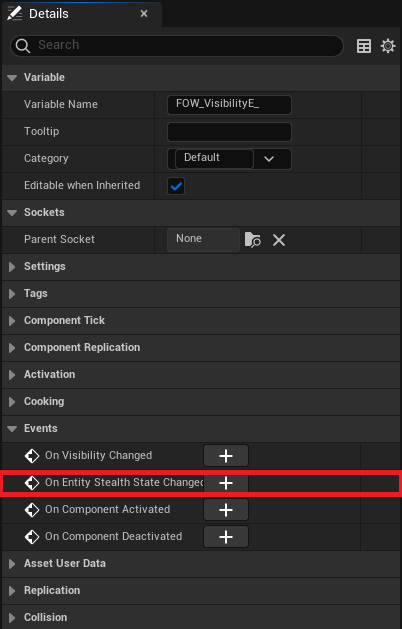 Details
Search
Variable
Variable Name FOW_VisibilityE_
Tooltip
Category Default
Editable when Inherited
Sockets
Parent Socket None
Settings
Tags
Component Tick
Component Replication
Activation
Cooking
Events
On Visibility Changed
On Entity Stealth State Changed
On Component Activated
On Component Deactivated
Asset User Data
Replication
Collision